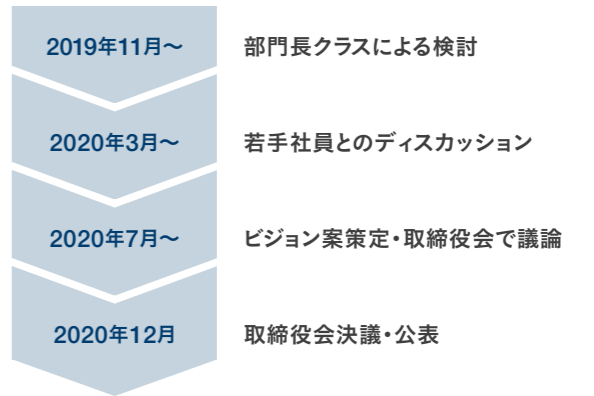 2019年11月～ 部門長クラスによる検討
2020年3月～ 若手社員とのディスカッション
2020年7月～ ビジョン案策定・取締役会で議論
2020年12月 取締役会決議・公表